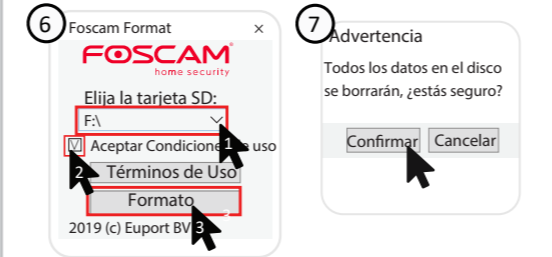 6
Foscam Format ×
FOSCAM
home security
Elija la tarjeta SD:
F:\
1
Aceptar Condicione uso
2
Términos de Uso
Formato
3
2019 (c) Euport BV
7
Advertencia
Todos los datos en el disco
se borrarán, ¿estás seguro?
Confirmar Cancelar